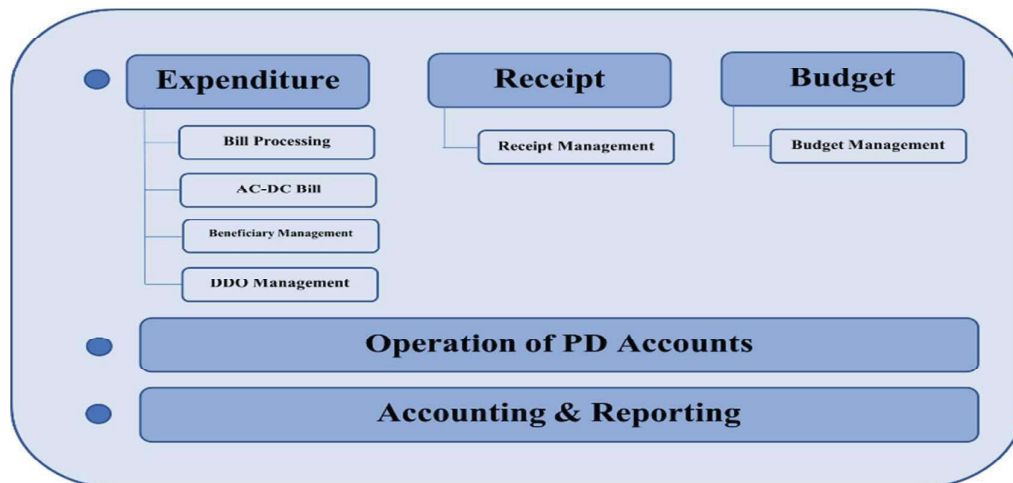 Expenditure
Receipt
Budget
Bill Processing
Receipt Management
Budget Management
AC-DC Bill
Beneficiary Management
DDO Management
Operation of PD Accounts
Accounting & Reporting